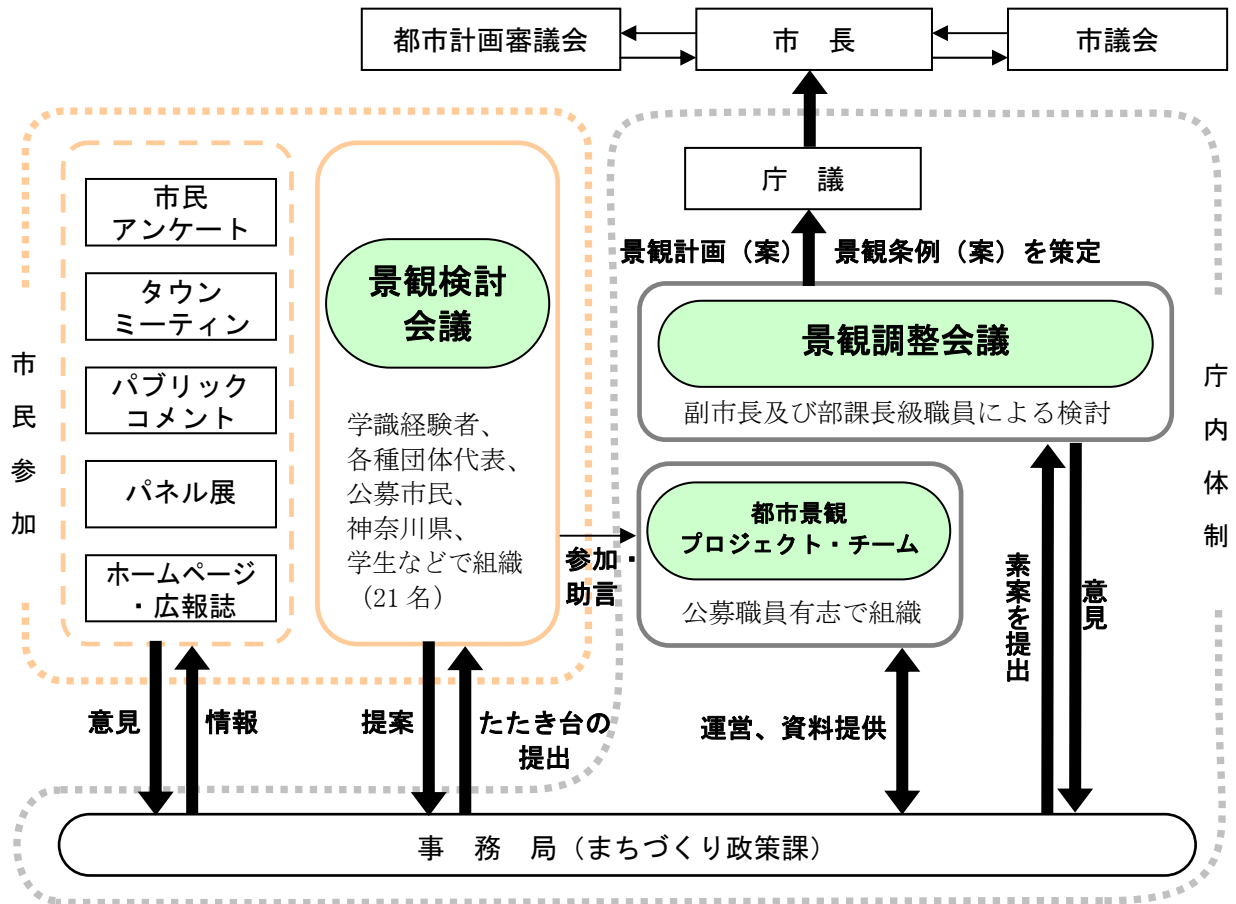 都市計画審議会
市　長
市議会
庁　議
景観計画（案）　景観条例（案）を策定
市民
アンケート
タウン
ミーティン
パブリック
コメント
パネル展
ホームページ
・広報誌
市民参加
景観検討
会議
学識経験者、
各種団体代表、
公募市民、
神奈川県、
学生などで組織
（21 名）
参加・
助言
景観調整会議
副市長及び部課長級職員による検討
都市景観
プロジェクト・チーム
公募職員有志で組織
素案を提出
意見
庁内体制
意見
情報
提案
たたき台の
提出
運営、資料提供
事　務　局（まちづくり政策課）